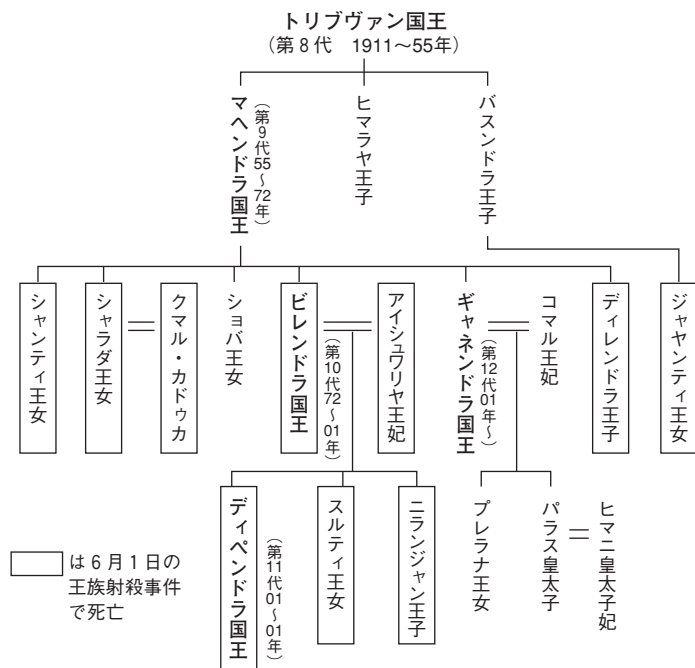 トリブヴァン国王
（第8代　1911～55年）
マヘンドラ国王
（第9代55～72年）
ヒマラヤ王子
バスンドラ王子
シャンティ王女
シャラダ王女
クマル・カドゥカ
ショバ王女
ビレンドラ国王
（第10代72～01年）
アイシュワリヤ王妃
ギャネンドラ国王
（第12代01年～）
コマル王妃
ディレンドラ王子
ジャヤンティ王女
ディペンドラ国王
（第11代01～01年）
スルティ王女
ニランジャン王子
プレラナ王女
パラス皇太子
ヒマニ皇太子妃
は6月1日の
王族射殺事件
で死亡